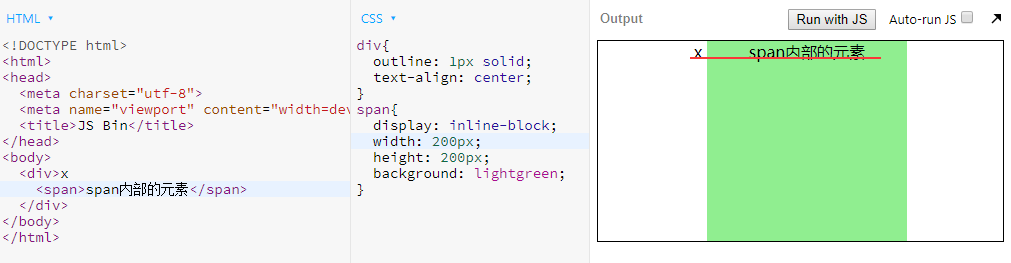 HTML
<!DOCTYPE html>
<html>
<head>
<meta charset="utf-8">
<meta name="viewport" content="width=dev
<title>JS Bin</title>
</head>
<body>
<div>x
<span>span内部的元素</span>
</div>
</body>
</html>
CSS
div{
outline: 1px solid;
text-align: center;
}
span{
display: inline-block;
width: 200px;
height: 200px;
background: lightgreen;
}
Output
Run with JS
Auto-run JS
x span内部的元素